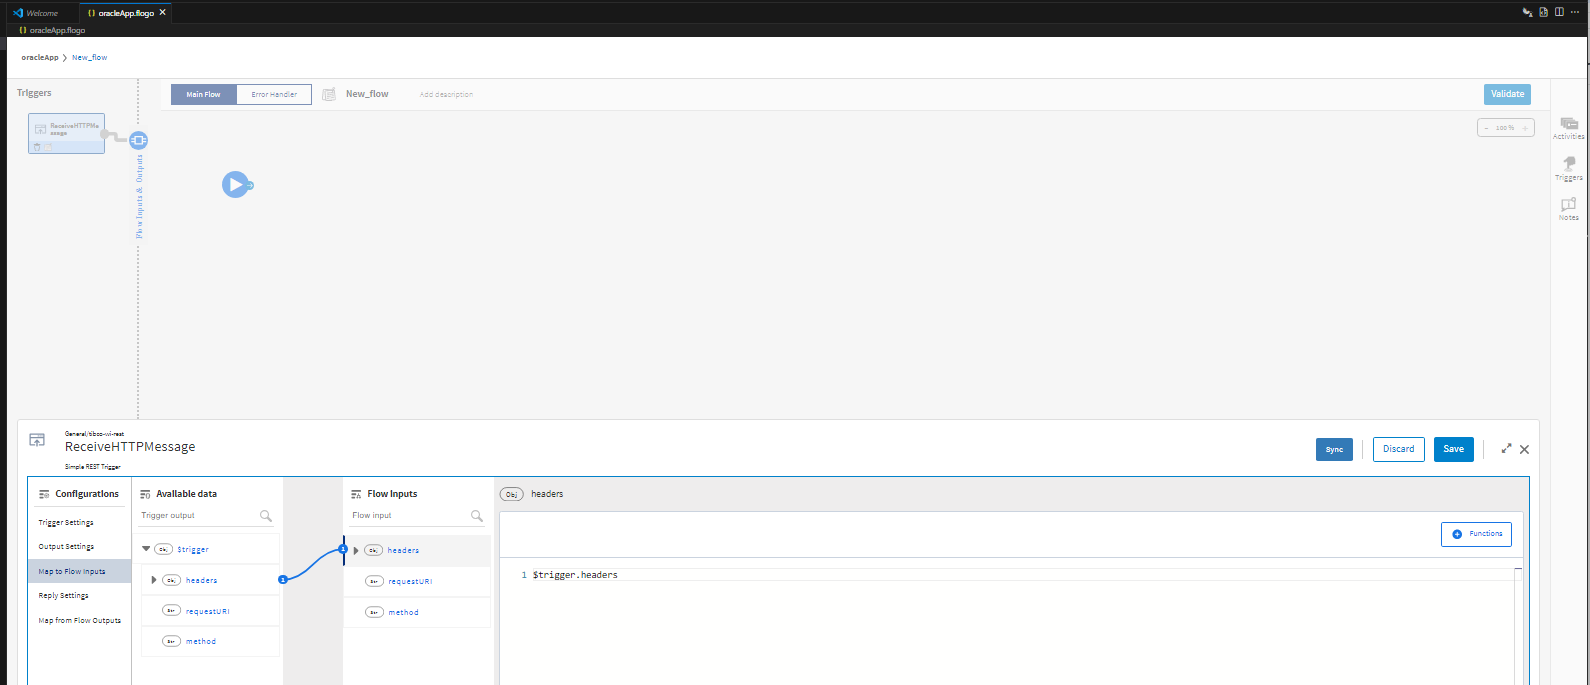 Welcome
{} oracleApp.flogo
{} oracleApp.flogo
oracleApp > New_flow
Triggers
Main Flow
Error Handler
New_flow
Add description
Validate
ReceiveHTTPMe
ssage
- 100 % +
Flow Inputs & Outputs
Activities
Triggers
Notes
General/tibco-wi-rest
ReceiveHTTPMessage
Simple REST Trigger
Sync
Discard
Save
Configurations
Available data
Flow Inputs
Obj headers
Trigger output
Flow input
Trigger Settings
Output Settings
Map to Flow Inputs
Reply Settings
Map from Flow Outputs
Obj $trigger
Obj headers
Str requestURI
Str method
1
1
Obj headers
Str requestURI
Str method
Functions
1 $trigger.headers